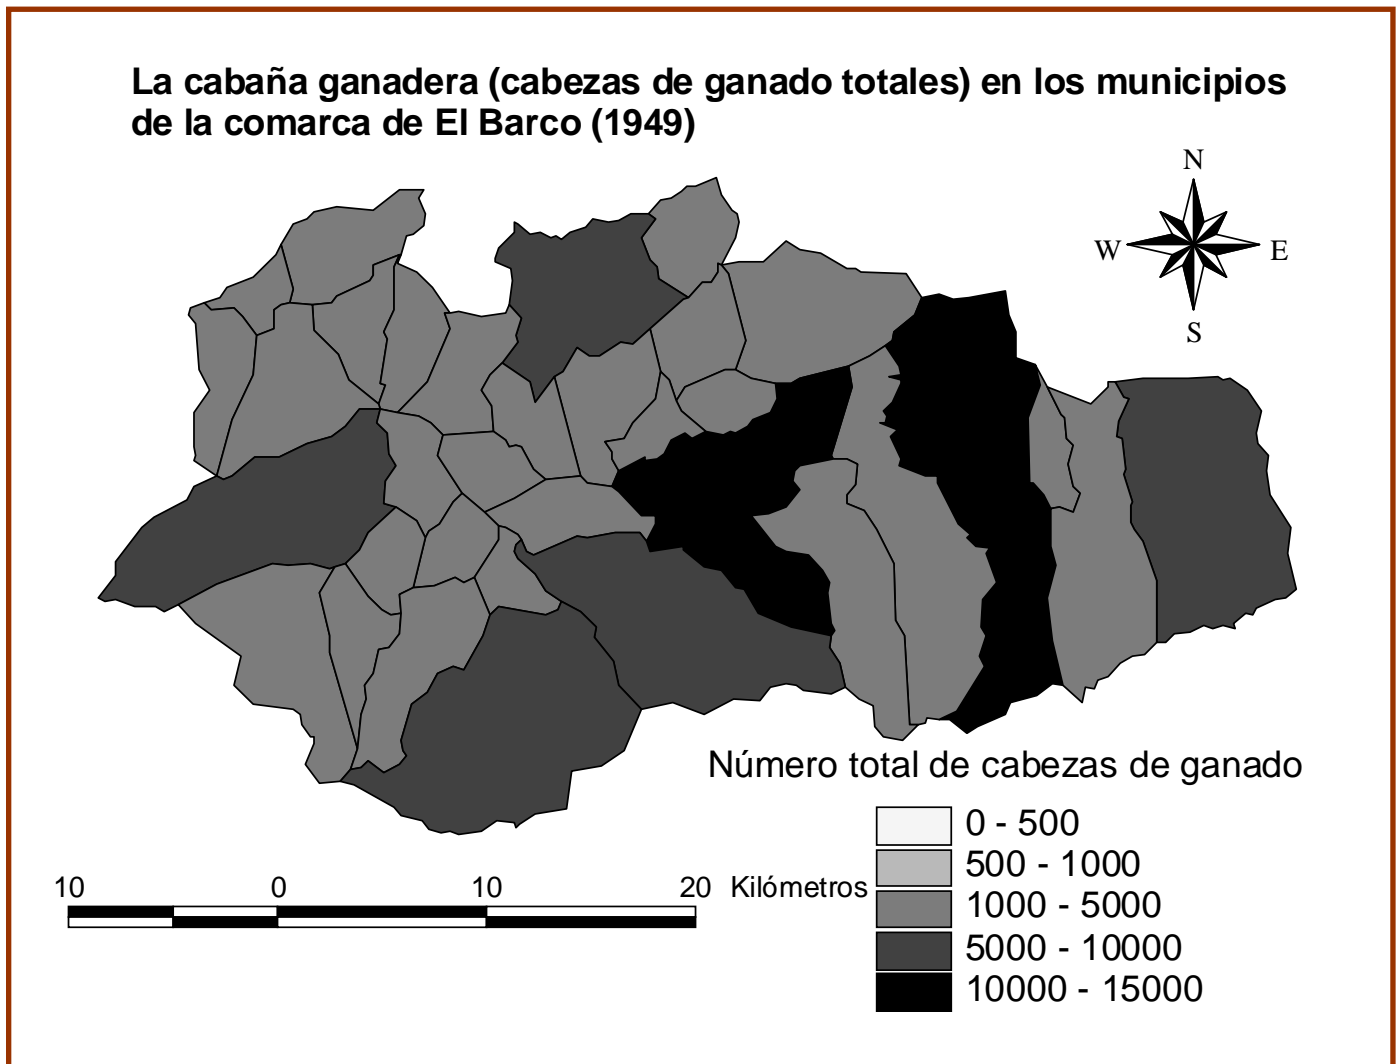 La cabaña ganadera (cabezas de ganado totales) en los municipios
de la comarca de El Barco (1949)
N
W
E
S
Número total de cabezas de ganado
0 - 500
500 - 1000
1000 - 5000
5000 - 10000
10000 - 15000
10 0 10 20 Kilómetros